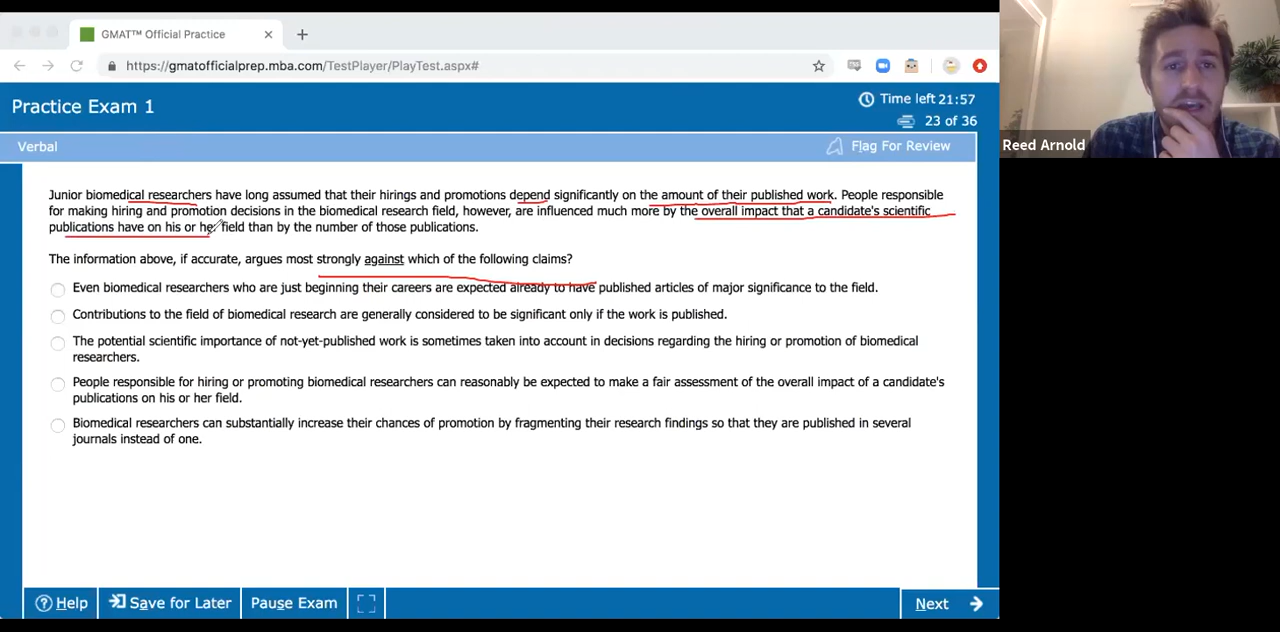 GMAT™ Official Practice
https://gmatofficialprep.mba.com/TestPlayer/PlayTest.aspx#
Practice Exam 1
Time left 21:57
23 of 36
Verbal
Flag For Review
Reed Arnold
Junior biomedical researchers have long assumed that their hirings and promotions depend significantly on the amount of their published work. People responsible
for making hiring and promotion decisions in the biomedical research field, however, are influenced much more by the overall impact that a candidate's scientific
publications have on his or her field than by the number of those publications.
The information above, if accurate, argues most strongly against which of the following claims?
Even biomedical researchers who are just beginning their careers are expected already to have published articles of major significance to the field.
Contributions to the field of biomedical research are generally considered to be significant only if the work is published.
The potential scientific importance of not-yet-published work is sometimes taken into account in decisions regarding the hiring or promotion of biomedical
researchers.
People responsible for hiring or promoting biomedical researchers can reasonably be expected to make a fair assessment of the overall impact of a candidate's
publications on his or her field.
Biomedical researchers can substantially increase their chances of promotion by fragmenting their research findings so that they are published in several
journals instead of one.
Help
Save for Later
Pause Exam
Next